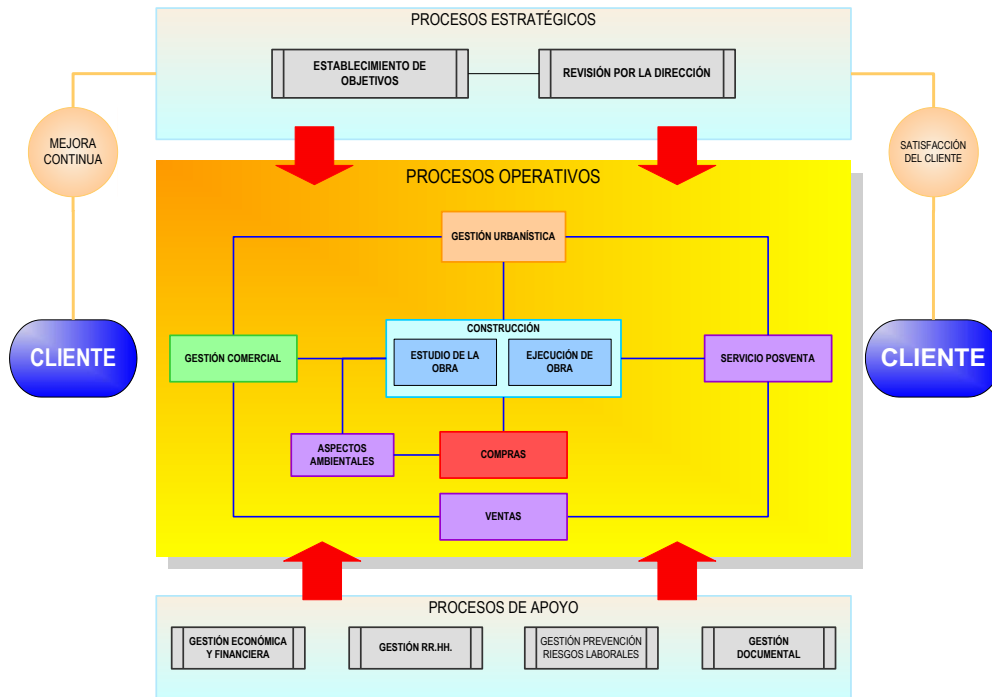 PROCESOS ESTRATÉGICOS
ESTABLECIMIENTO DE
OBJETIVOS
REVISIÓN POR LA DIRECCIÓN
MEJORA
CONTINUA
SATISFACCIÓN
DEL CLIENTE
PROCESOS OPERATIVOS
GESTIÓN URBANÍSTICA
CONSTRUCCIÓN
ESTUDIO DE LA
OBRA
EJECUCIÓN DE
OBRA
CLIENTE
GESTIÓN COMERCIAL
SERVICIO POSVENTA
CLIENTE
ASPECTOS
AMBIENTALES
COMPRAS
VENTAS
PROCESOS DE APOYO
GESTIÓN ECONÓMICA
Y FINANCIERA
GESTIÓN RR.HH.
GESTIÓN PREVENCIÓN
RIESGOS LABORALES
GESTIÓN
DOCUMENTAL